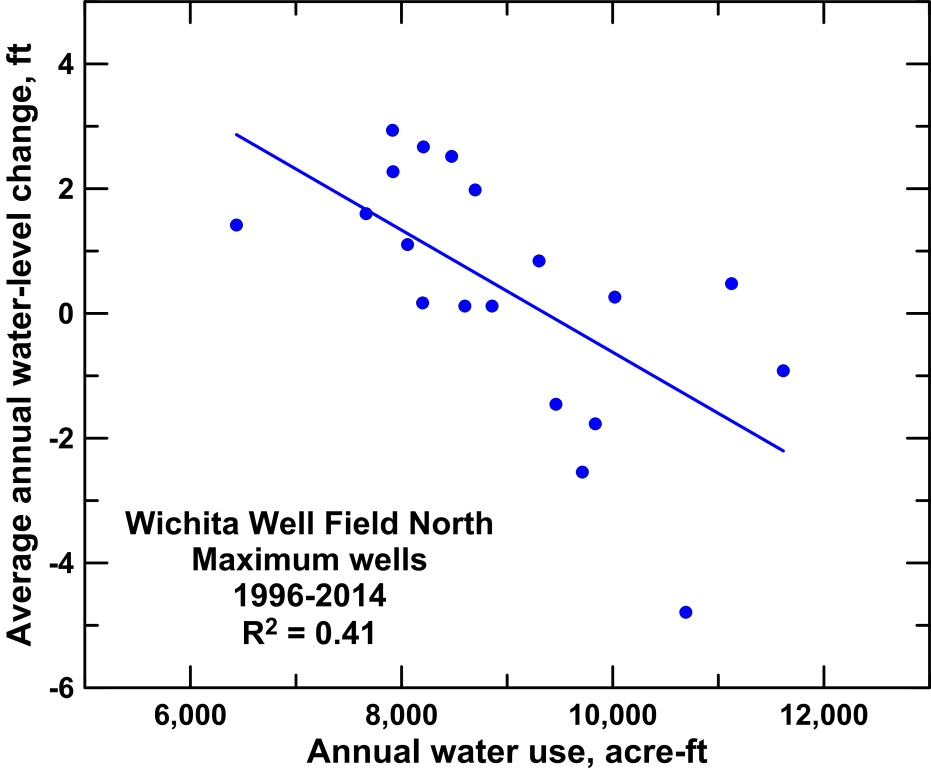 Average annual water-level change, ft
4
2
0
-2
-4
-6
Wichita Well Field North
Maximum wells
1996-2014
R² = 0.41
6,000 8,000 10,000 12,000
Annual water use, acre-ft